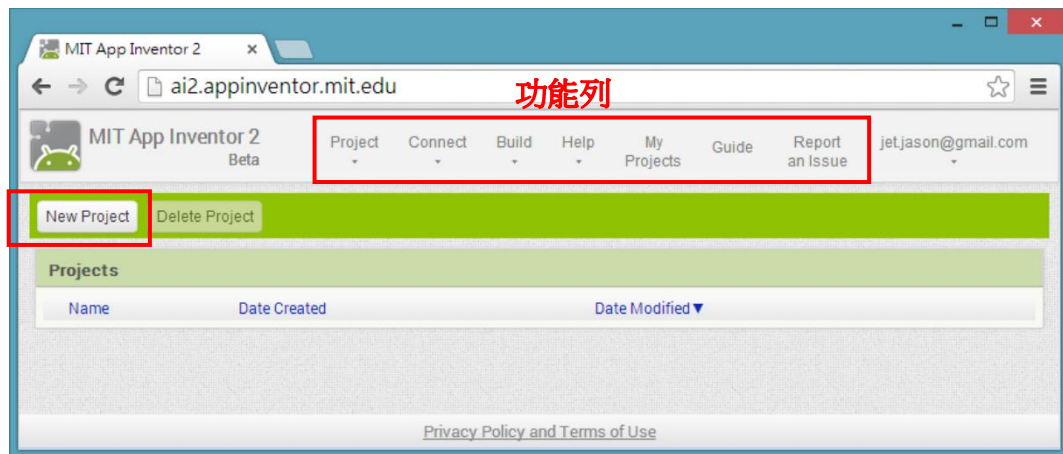 MIT App Inventor 2
ai2.appinventor.mit.edu
功能列
MIT App Inventor 2
Beta
Project Connect Build Help My Projects Guide Report an Issue jet.jason@gmail.com
New Project Delete Project
Projects
Name Date Created Date Modified▼
Privacy Policy and Terms of Use